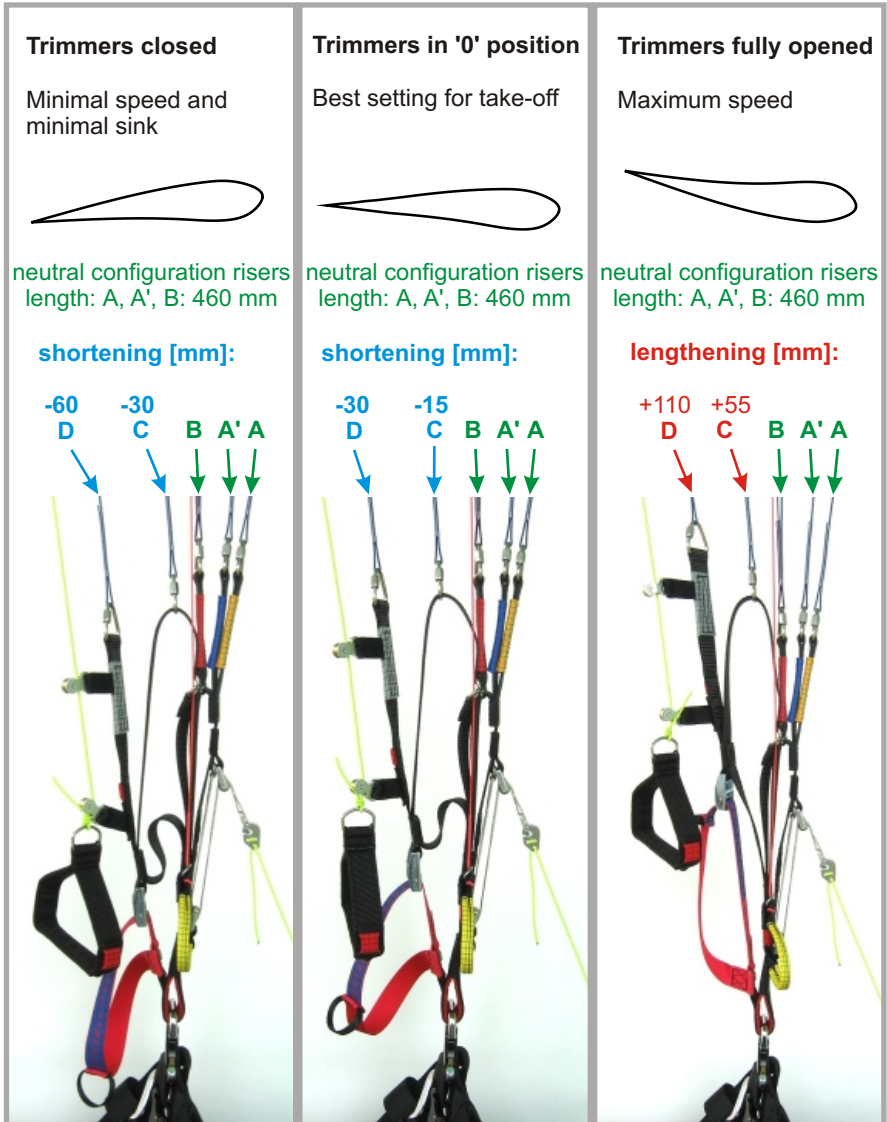 Trimmers closed
Minimal speed and
minimal sink
neutral configuration risers
length: A, A', B: 460 mm
shortening [mm]:
-60 -30
D C B A' A
Trimmers in '0' position
Best setting for take-off
neutral configuration risers
length: A, A', B: 460 mm
shortening [mm]:
-30 -15
D C B A' A
Trimmers fully opened
Maximum speed
neutral configuration risers
length: A, A', B: 460 mm
lengthening [mm]:
+110 +55
D C B A' A